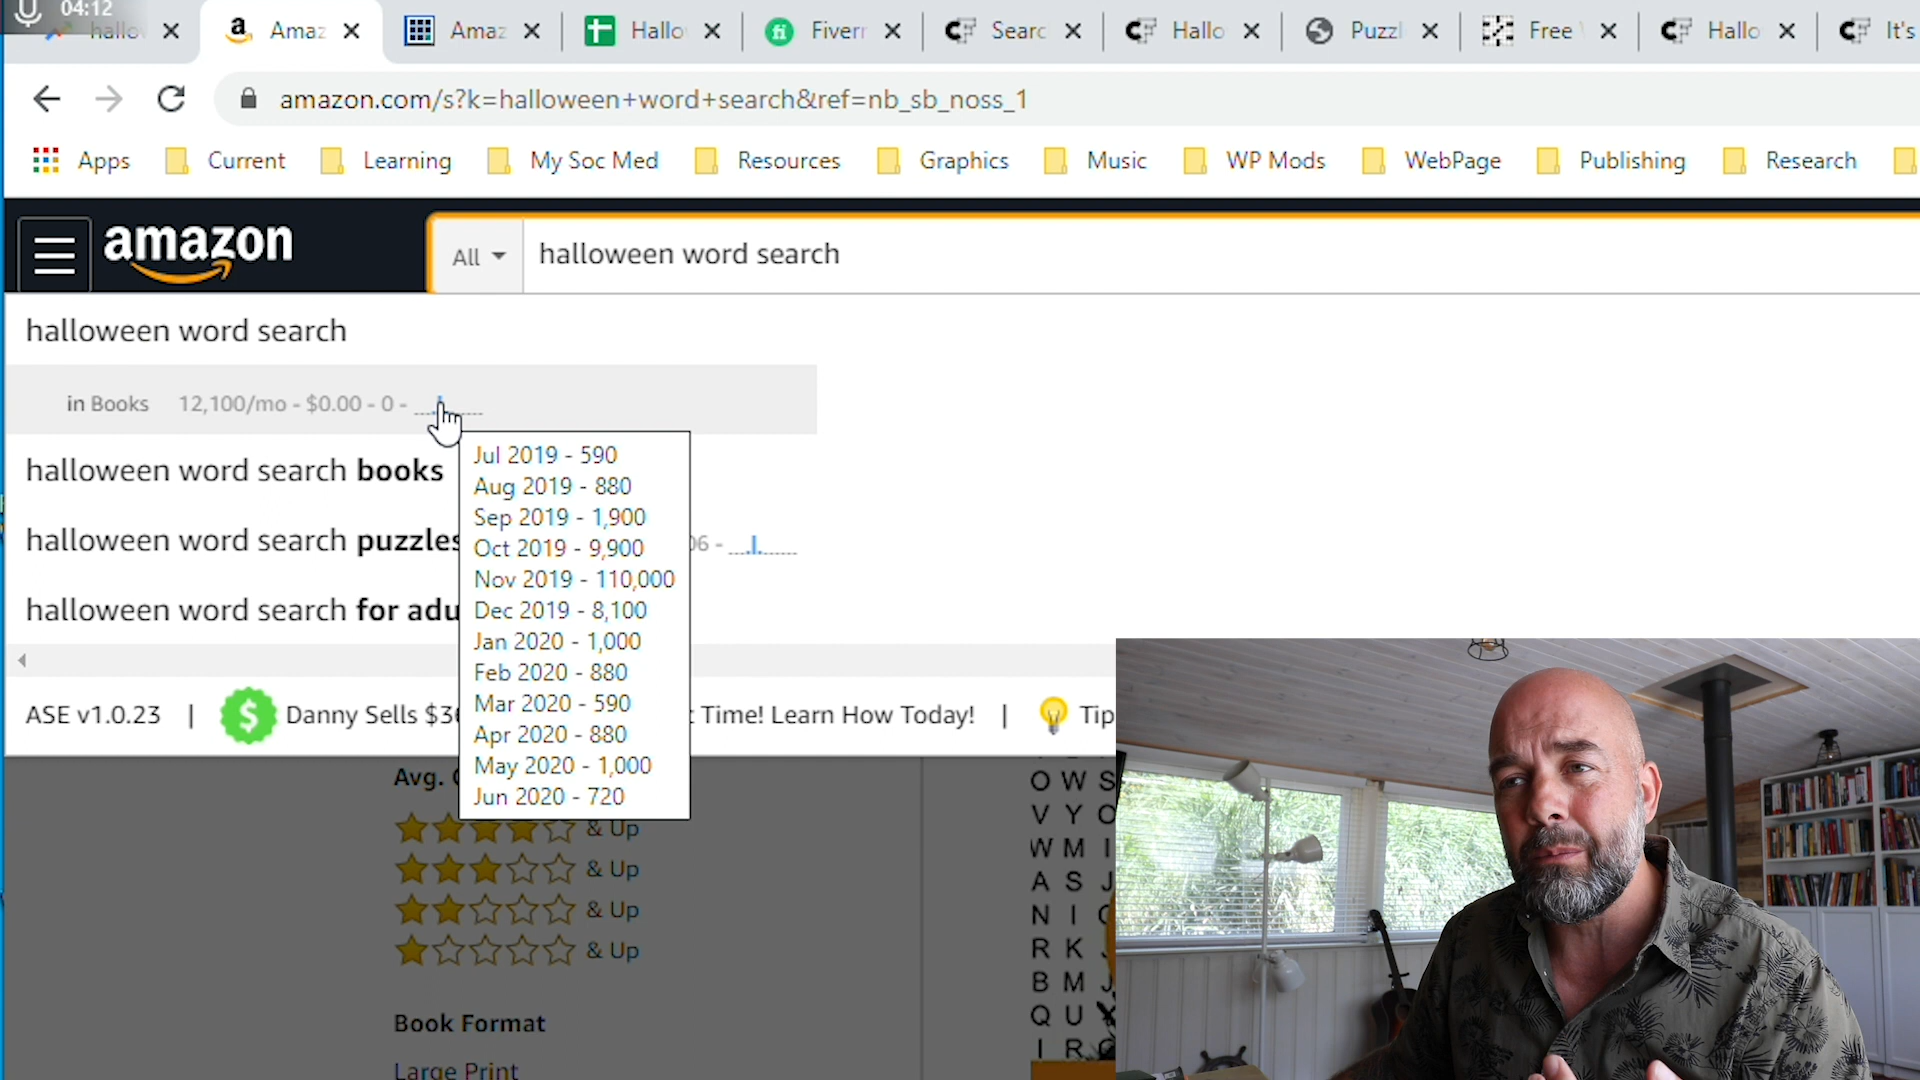 04:12
hallo
Amaz
Amaz
Hallo
Fiverr
Searc
Hallo
Puzzl
Free
Hallo
It's
amazon.com/s?k=halloween+word+search&ref=nb_sb_noss_1
Apps
Current
Learning
My Soc Med
Resources
Graphics
Music
WP Mods
WebPage
Publishing
Research
amazon
All
halloween word search
halloween word search
in Books 12,100/mo - $0.00 - 0 -
halloween word search books
halloween word search puzzles
06 -
halloween word search for adu
Jul 2019 - 590
Aug 2019 - 880
Sep 2019 - 1,900
Oct 2019 - 9,900
Nov 2019 - 110,000
Dec 2019 - 8,100
Jan 2020 - 1,000
Feb 2020 - 880
Mar 2020 - 590
Apr 2020 - 880
May 2020 - 1,000
Jun 2020 - 720
ASE v1.0.23 | Danny Sells $3
t Time! Learn How Today! | Tip
Avg.
& Up
& Up
& Up
& Up
Book Format
Large Print
O W S
V Y
W M I
A S J
N I
R K
B M J
Q U
I R